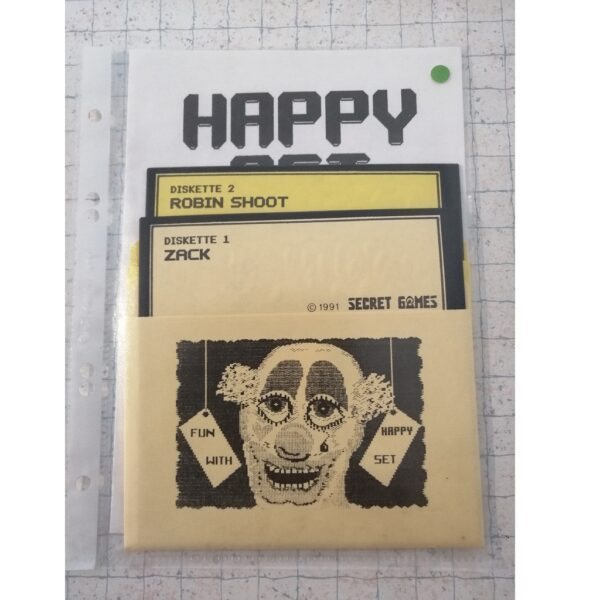 HAPPY
DISKETTE 2
ROBIN SHOOT
DISKETTE 1
ZACK
© 1991 SECRET GAMES
FUN
WITH
HAPPY
SET